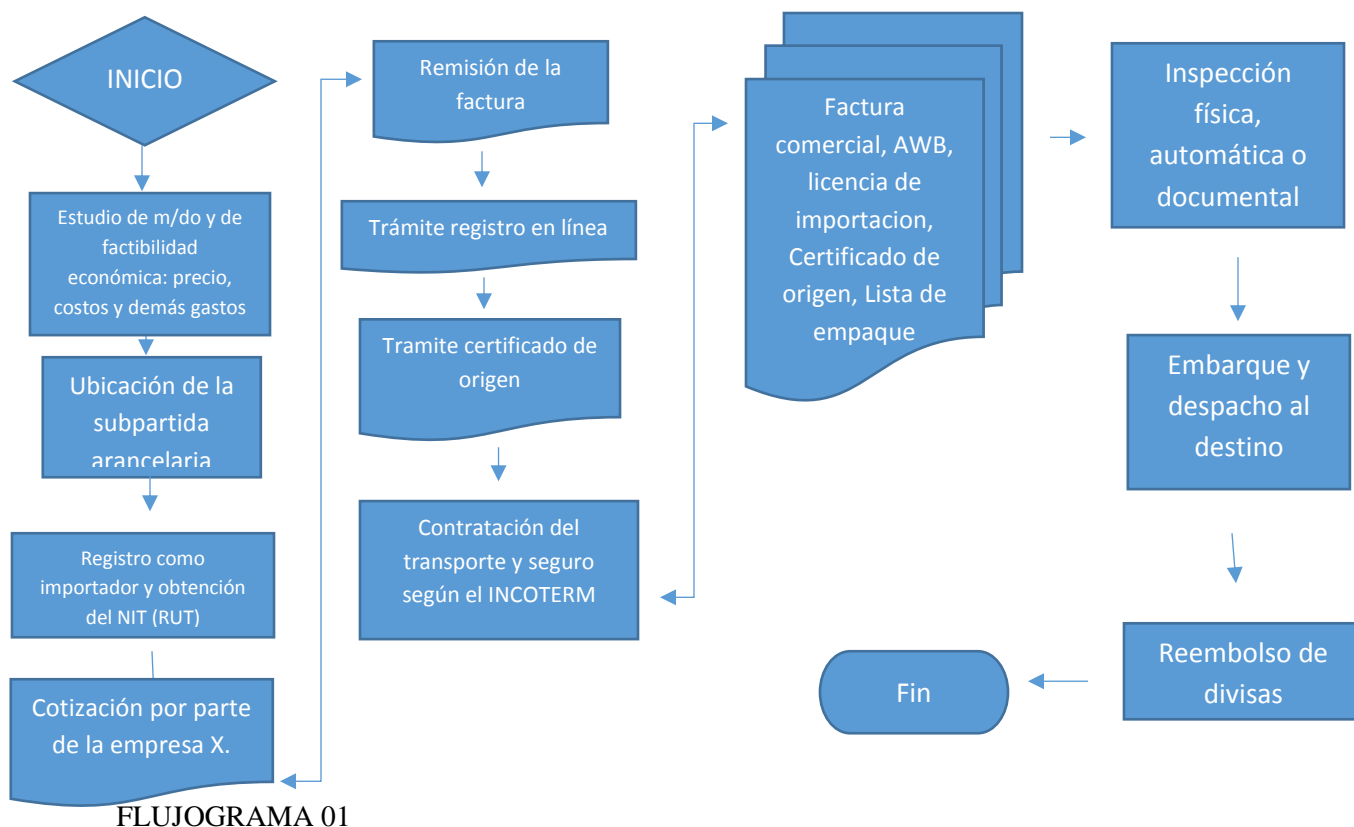 INICIO
Estudio de m/do y de
factibilidad
económica: precio,
costos y demás gastos
Ubicación de la
subpartida
arancelaria
Registro como
importador y obtención
del NIT (RUT)
Cotización por parte
de la empresa X.
Remisión de la
factura
Trámite registro en línea
Tramite certificado de
origen
Contratación del
transporte y seguro
según el INCOTERM
Factura
comercial, AWB,
licencia de
importacion,
Certificado de
origen, Lista de
empaque
Inspección
física,
automática o
documental
Embarque y
despacho al
destino
Reembolso de
divisas
Fin
FLUJOGRAMA 01